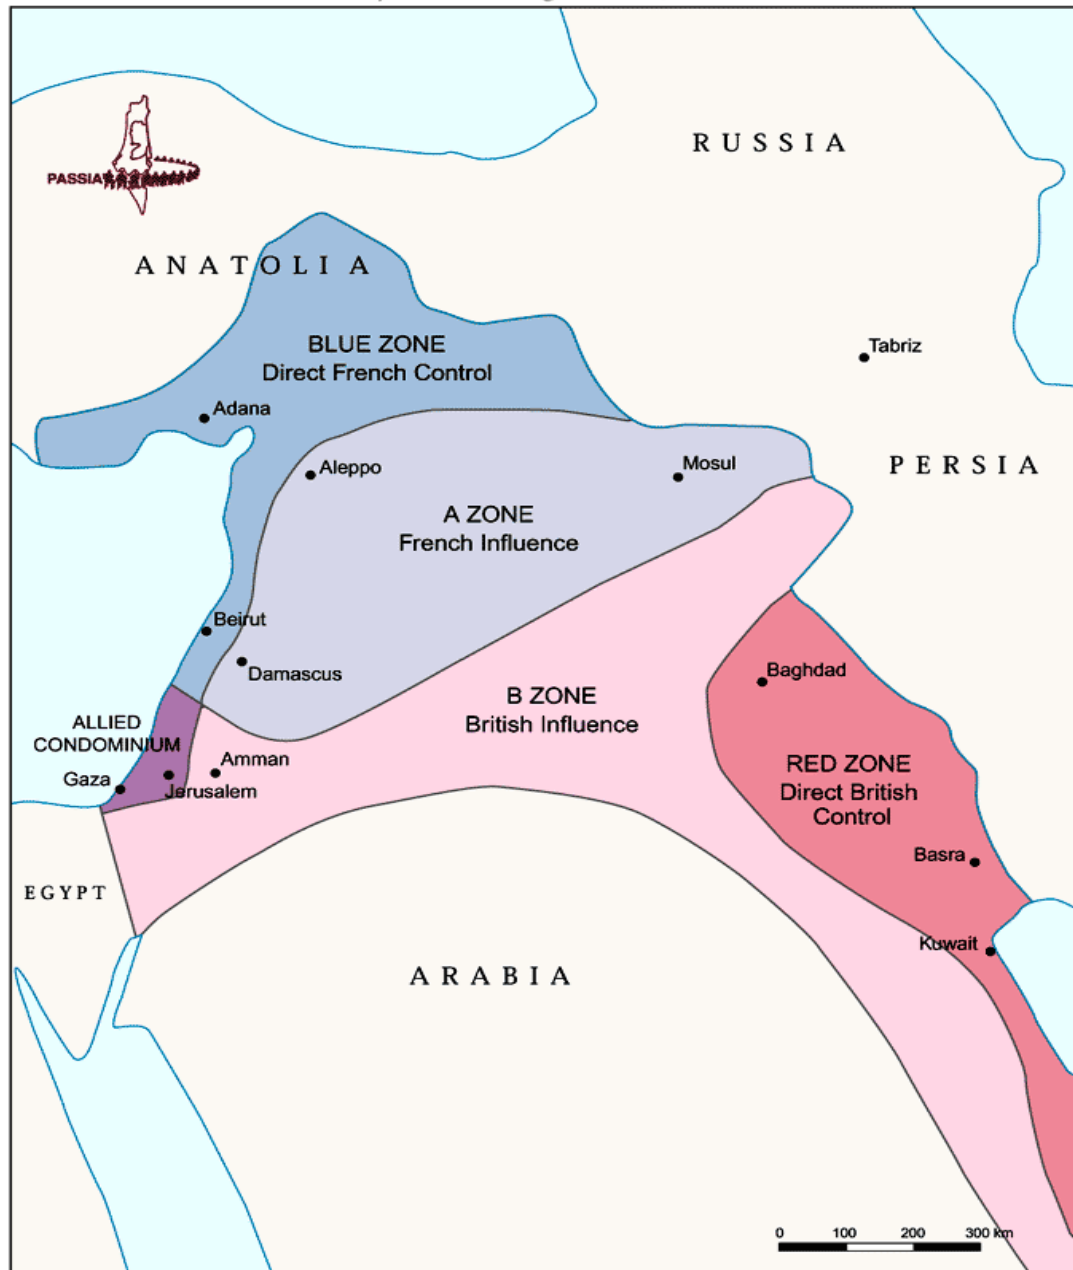 RUSSIA
PASSIA
ANATOLIA
BLUE ZONE
Direct French Control
Tabriz
Adana
Aleppo
Mosul
PERSIA
A ZONE
French Influence
Beirut
Damascus
Baghdad
B ZONE
British Influence
ALLIED
CONDOMINIUM
Amman
Gaza
Jerusalem
RED ZONE
Direct British
Control
Basra
EGYPT
Kuwait
ARABIA
0 100 200 300 km